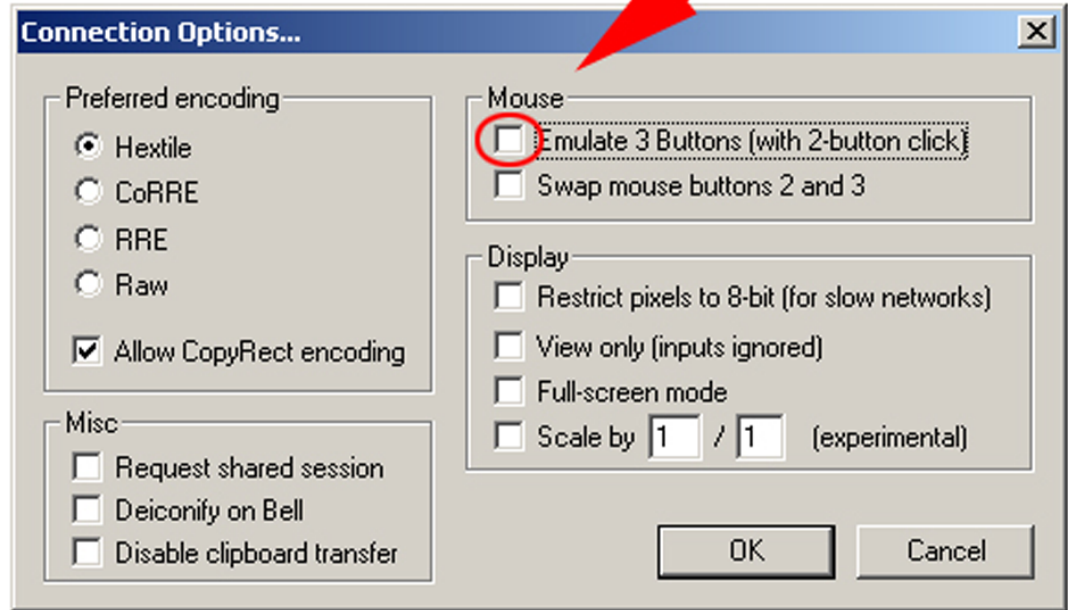 Connection Options...
Preferred encoding
Hextile
CoRRE
RRE
Raw
Allow CopyRect encoding
Misc
Request shared session
Deiconify on Bell
Disable clipboard transfer
Mouse
Emulate 3 Buttons (with 2-button click)
Swap mouse buttons 2 and 3
Display
Restrict pixels to 8-bit (for slow networks)
View only (inputs ignored)
Full-screen mode
Scale by 1 / 1 (experimental)
OK Cancel